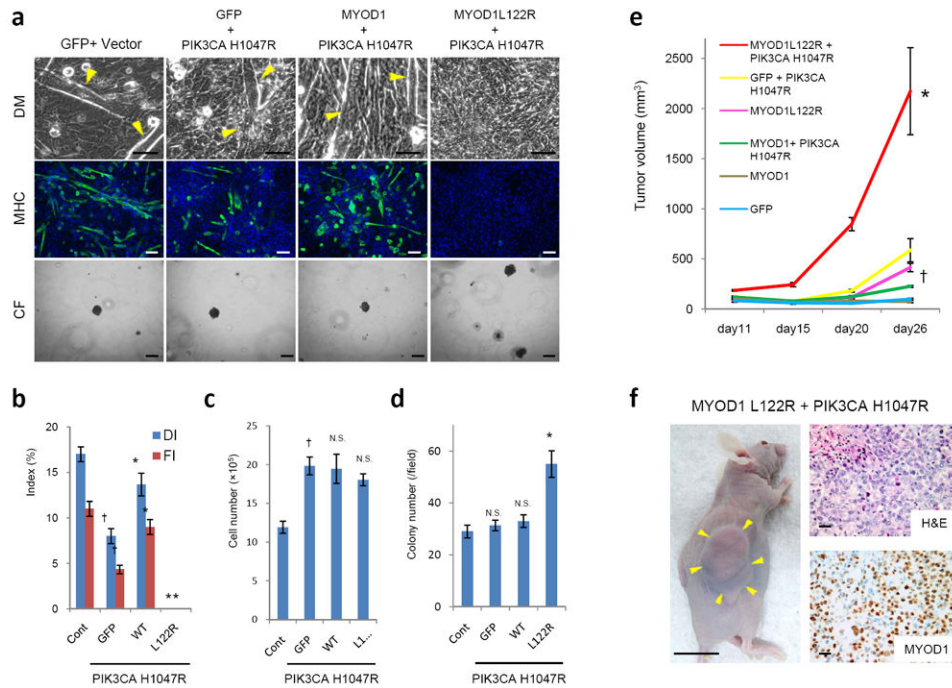 a
GFP+ Vector
GFP
+
PIK3CA H1047R
MYOD1
+
PIK3CA H1047R
MYOD1L122R
+
PIK3CA H1047R
DM
MHC
CF
b
DI
FI
Index (%)
20
15
10
5
0
†
†
*
*
**
Cont
GFP
WT
L122R
PIK3CA H1047R
c
Cell number (×10⁵)
25
20
15
10
5
0
†
N.S.
N.S.
Cont
GFP
WT
L1...
PIK3CA H1047R
d
Colony number (/field)
60
40
20
0
N.S.
N.S.
*
Cont
GFP
WT
L122R
PIK3CA H1047R
e
Tumor volume (mm³)
2500
2000
1500
1000
500
0
MYOD1L122R +
PIK3CA H1047R
GFP + PIK3CA
H1047R
MYOD1L122R
MYOD1+ PIK3CA
H1047R
MYOD1
GFP
*
†
day11
day15
day20
day26
f
MYOD1 L122R + PIK3CA H1047R
H&E
MYOD1